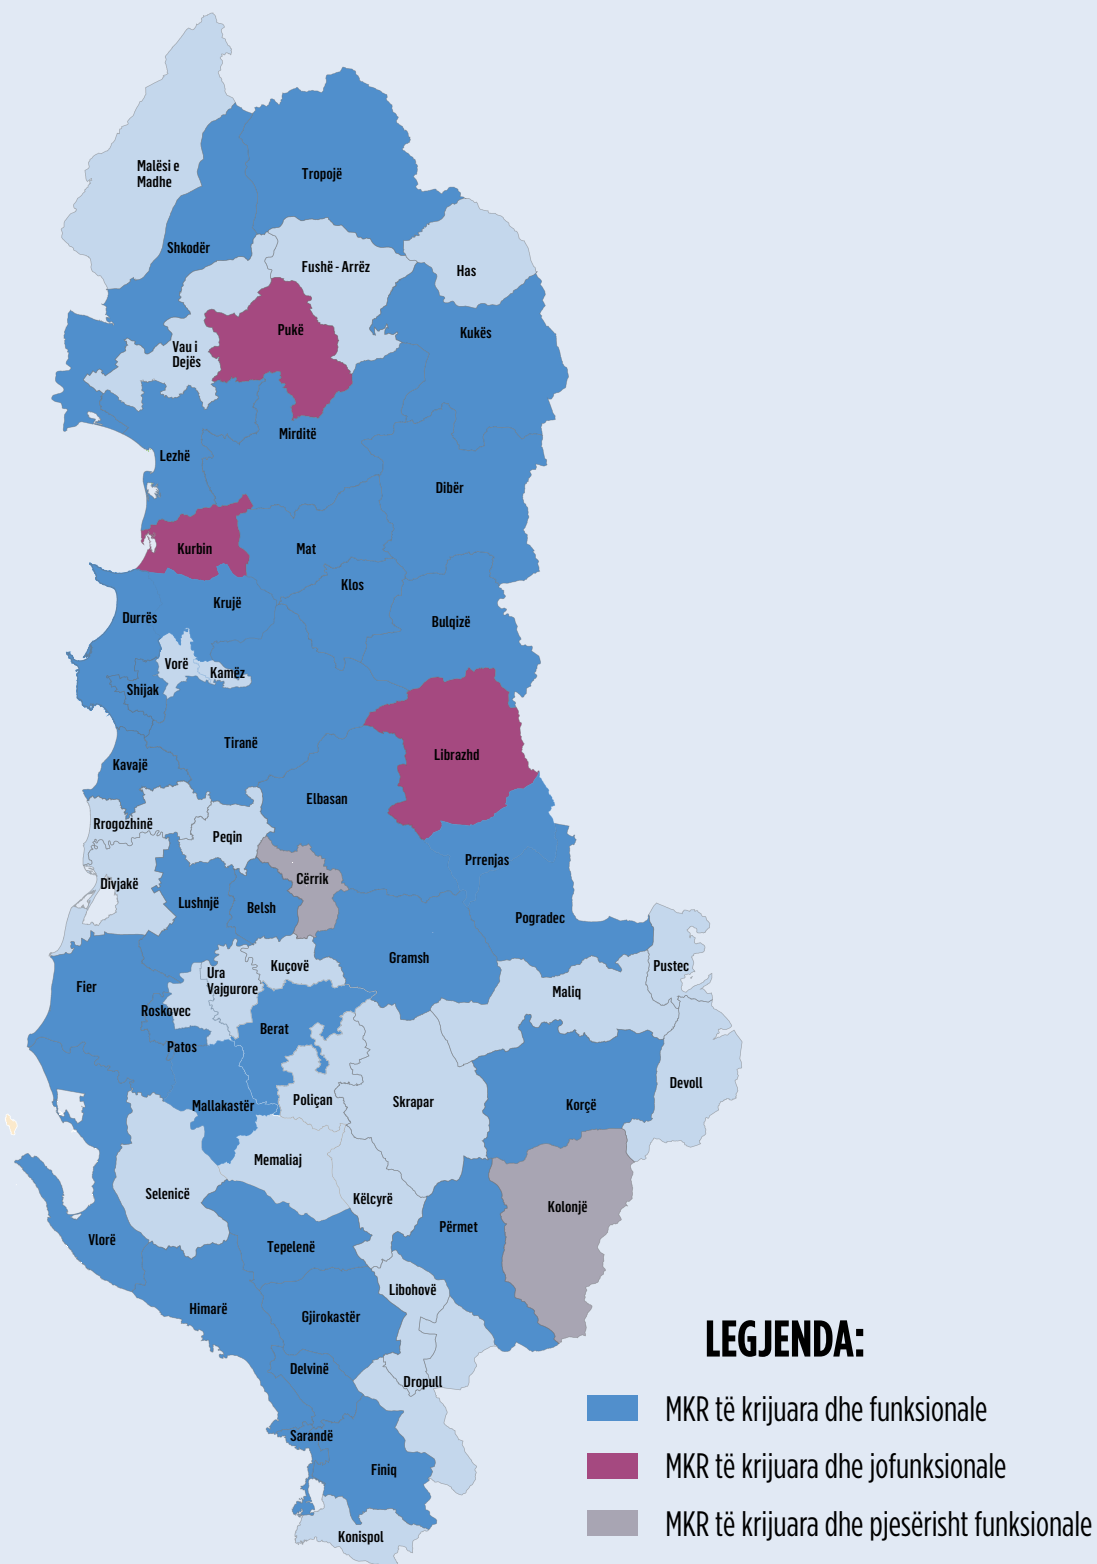 Malësi e
Madhe
Tropojë
Shkodër
Fushë - Arrëz
Has
Pukë
Kukës
Vau i
Dejës
Mirditë
Lezhë
Dibër
Kurbin
Mat
Klos
Krujë
Durrës
Bulqizë
Vorë
Kamëz
Shijak
Tiranë
Librazhd
Kavajë
Elbasan
Rrogozhinë
Peqin
Prrenjas
Cërrik
Divjakë
Lushnjë
Belsh
Pogradec
Gramsh
Kuçovë
Pustec
Ura
Vajgurore
Fier
Maliq
Roskovec
Berat
Patos
Devoll
Poliçan
Skrapar
Mallakastër
Korçë
Memaliaj
Selenicë
Këlcyrë
Kolonjë
Përmet
Vlorë
Tepelenë
Libohovë
Himarë
Gjirokastër
Delvinë
Dropull
Sarandë
Finiq
Konispol
LEGJENDA:
MKR të krijuara dhe funksionale
MKR të krijuara dhe jofunksionale
MKR të krijuara dhe pjesërisht funksionale